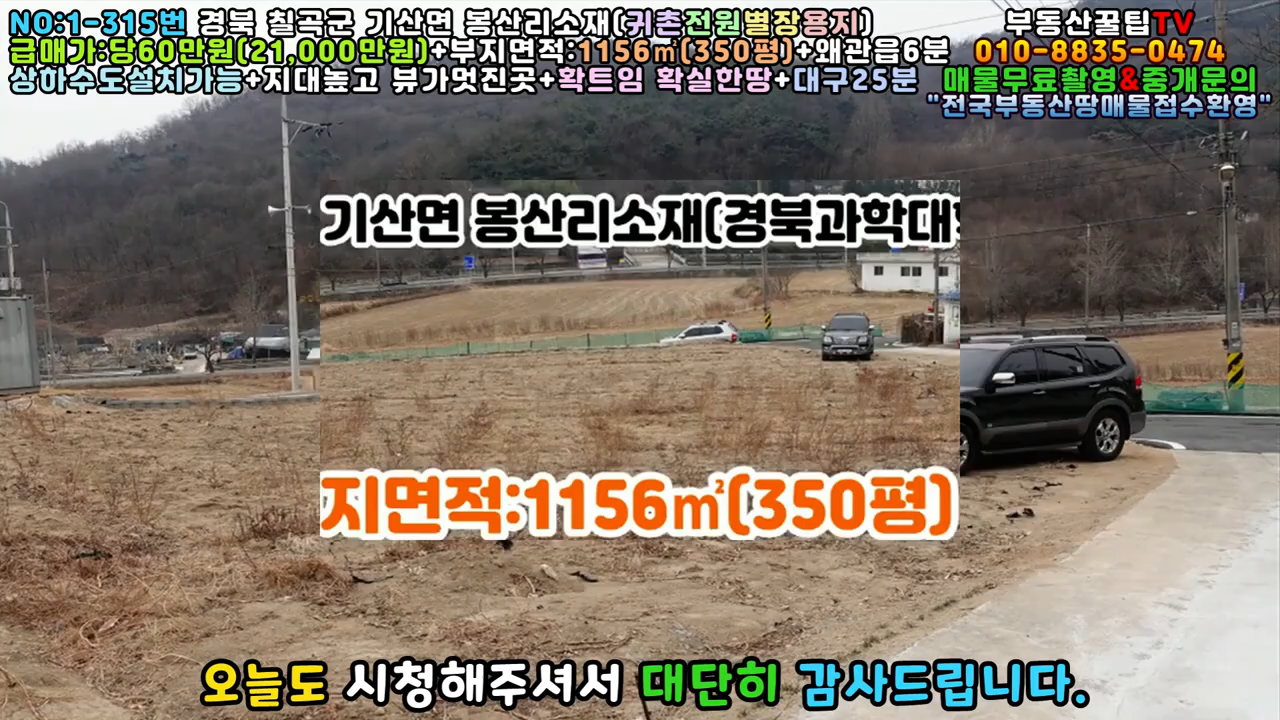 NO:1-315번 경북 칠곡군 기산면 봉산리소재(귀촌전원별장용지)
급매가:당60만원(21,000만원)+부지면적:1156㎡(350평)+왜관읍6분
상하수도설치가능+지대높고 뷰가멋진곳+확트임 확실한땅+대구25분
부동산꿀팁TV
010-8835-0474
매물무료촬영&중개문의
"전국부동산땅매물접수환영"
기산면 봉산리소재(경북과학대
지면적:1156㎡(350평)
오늘도 시청해주셔서 대단히 감사드립니다.